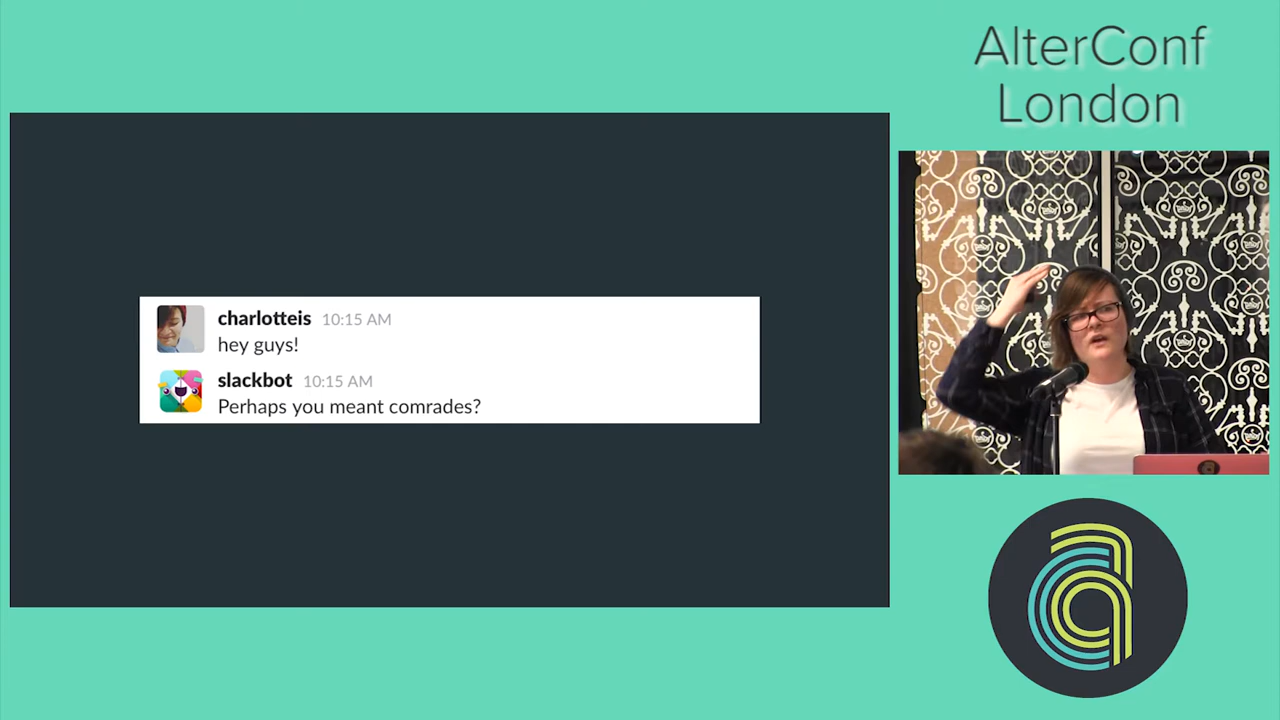 AlterConf
London
charlotteis 10:15 AM
hey guys!
slackbot 10:15 AM
Perhaps you meant comrades?